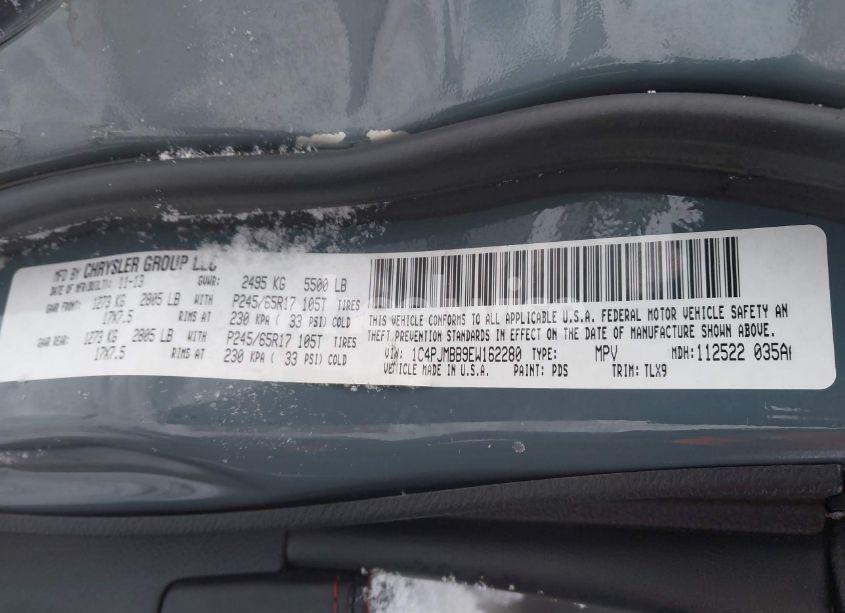 MFD BY CHRYSLER GROUP LLC
DATE OF MFR(BUILT): 11-13 GVWR: 2495 KG 5500 LB
GAWR FRONT: 1273 KG 2805 LB WITH P245/65R17 105T TIRES
17X7.5 RIMS AT 230 KPA ( 33 PSI) COLD
GAWR REAR: 1273 KG 2805 LB WITH P245/65R17 105T TIRES
17X7.5 RIMS AT 230 KPA ( 33 PSI) COLD
THIS VEHICLE CONFORMS TO ALL APPLICABLE U.S.A. FEDERAL MOTOR VEHICLE SAFETY AN
THEFT PREVENTION STANDARDS IN EFFECT ON THE DATE OF MANUFACTURE SHOWN ABOVE.
VIN: 1C4PJMBB9EW162280 TYPE: MPV MDH:112522 035A
VEHICLE MADE IN U.S.A. PAINT: PDS TRIM: TLX9